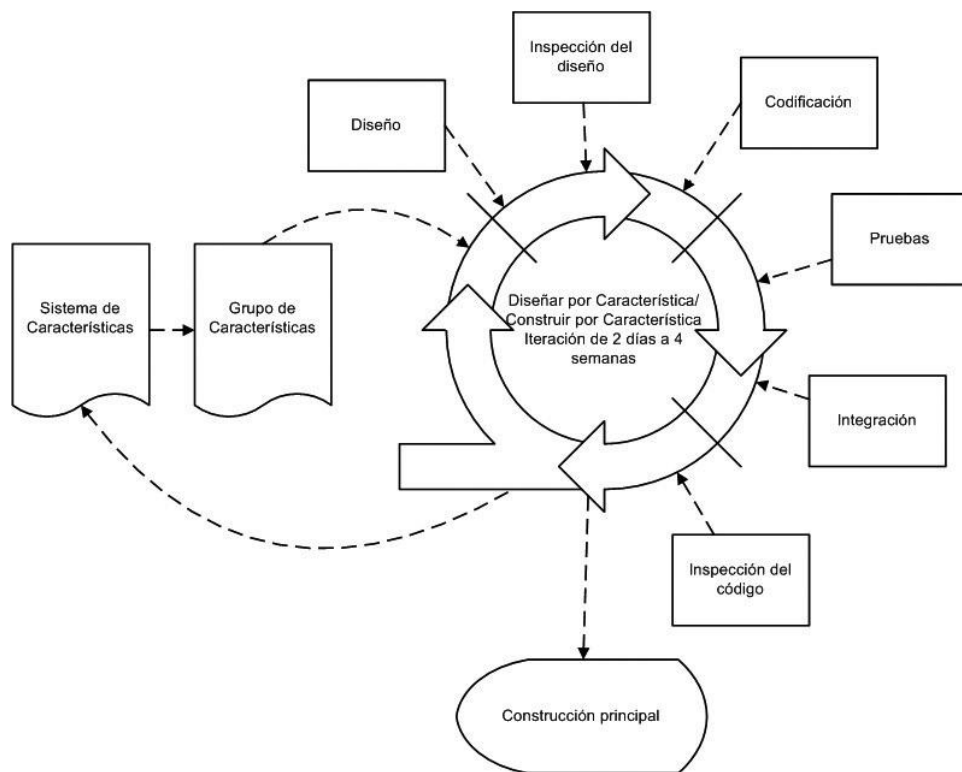 Inspección del
diseño
Diseño
Codificación
Pruebas
Sistema de
Características
Grupo de
Características
Diseñar por Característica/
Construir por Característica
Iteración de 2 días a 4
semanas
Integración
Inspección del
código
Construcción principal